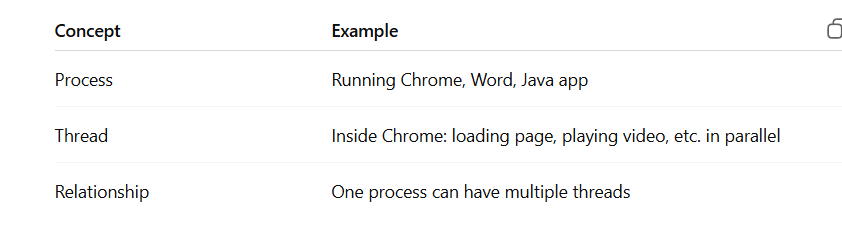 Concept Example
Process Running Chrome, Word, Java app
Thread Inside Chrome: loading page, playing video, etc. in parallel
Relationship One process can have multiple threads